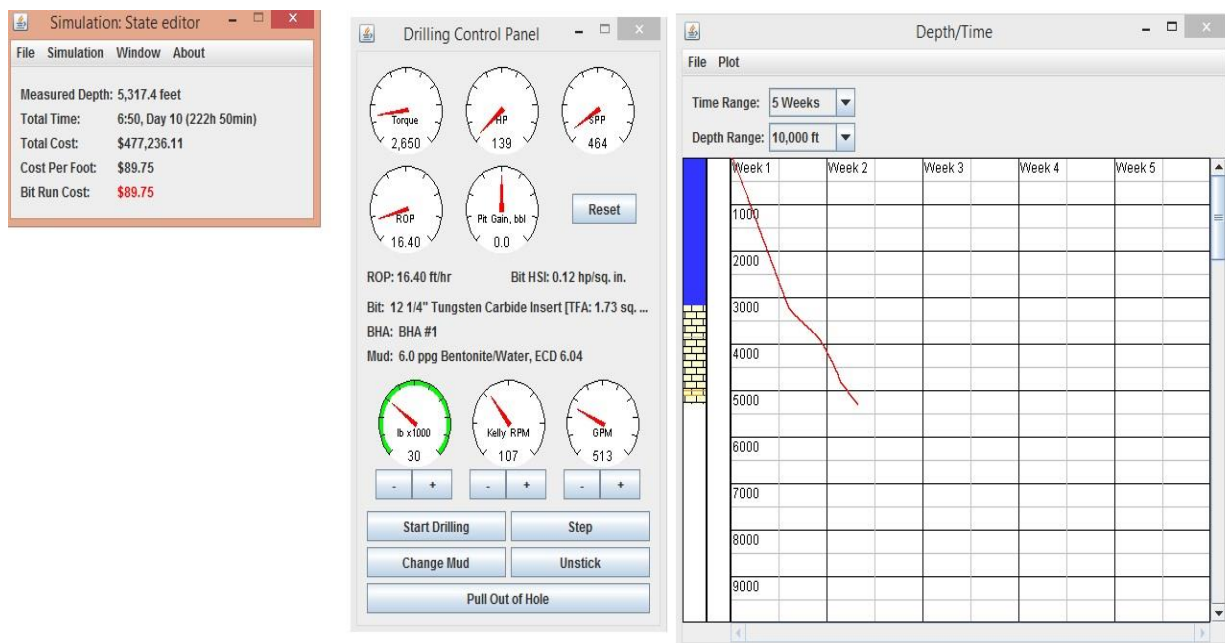 Simulation: State editor
File Simulation Window About
Measured Depth: 5,317.4 feet
Total Time: 6:50, Day 10 (222h 50min)
Total Cost: $477,236.11
Cost Per Foot: $89.75
Bit Run Cost: $89.75
Drilling Control Panel
Torque HP SPP
2,650 139 464
ROP Pit Gain, bbl Reset
16.40 0.0
ROP: 16.40 ft/hr Bit HSI: 0.12 hp/sq. in.
Bit: 12 1/4" Tungsten Carbide Insert [TFA: 1.73 sq. ...
BHA: BHA #1
Mud: 6.0 ppg Bentonite/Water, ECD 6.04
lb x1000 Kelly RPM GPM
30 107 513
- + - + - +
Start Drilling Step
Change Mud Unstick
Pull Out of Hole
Depth/Time
File Plot
Time Range: 5 Weeks
Depth Range: 10,000 ft
Week 1 Week 2 Week 3 Week 4 Week 5
1000
2000
3000
4000
5000
6000
7000
8000
9000